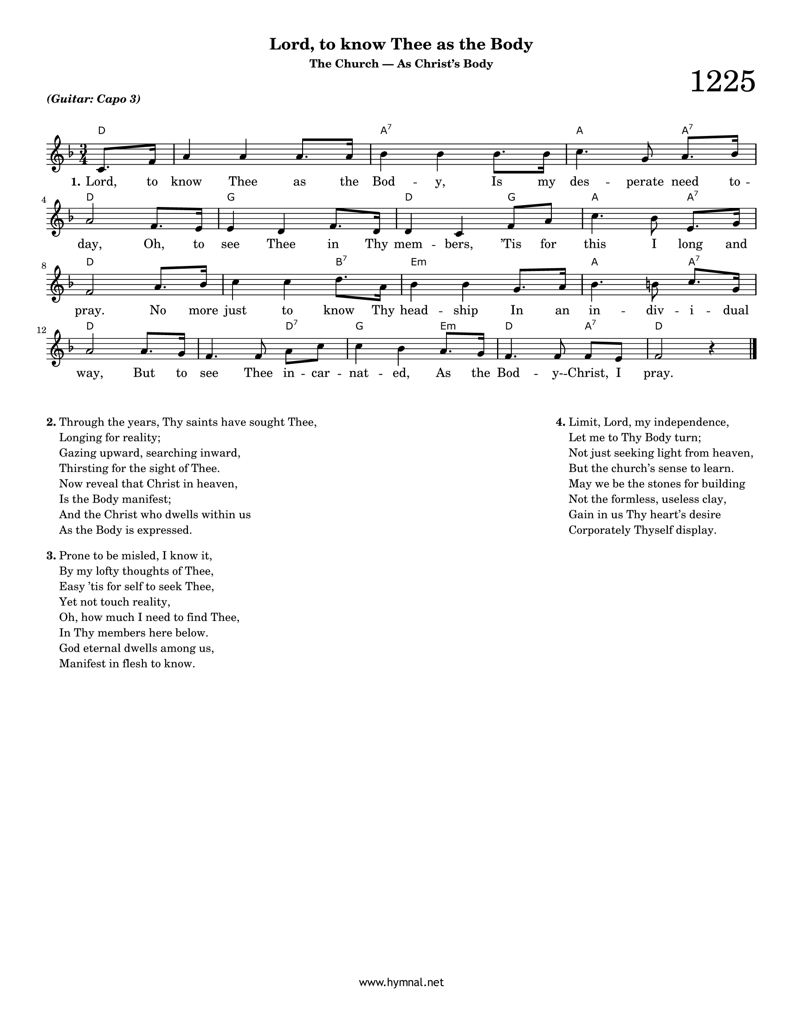 Lord, to know Thee as the Body
The Church — As Christ's Body
1225
(Guitar: Capo 3)
D A7 A A7
3 4
1. Lord, to know Thee as the Bod - y, Is my des - perate need to -
4 D G D G A A7
day, Oh, to see Thee in Thy mem - bers, 'Tis for this I long and
8 D B7 Em A A7
pray. No more just to know Thy head - ship In an in - div - i - dual
12 D D7 G Em D A7 D
way, But to see Thee in - car - nat - ed, As the Bod - y--Christ, I pray.
2. Through the years, Thy saints have sought Thee,
Longing for reality;
Gazing upward, searching inward,
Thirsting for the sight of Thee.
Now reveal that Christ in heaven,
Is the Body manifest;
And the Christ who dwells within us
As the Body is expressed.
3. Prone to be misled, I know it,
By my lofty thoughts of Thee,
Easy 'tis for self to seek Thee,
Yet not touch reality,
Oh, how much I need to find Thee,
In Thy members here below.
God eternal dwells among us,
Manifest in flesh to know.
4. Limit, Lord, my independence,
Let me to Thy Body turn;
Not just seeking light from heaven,
But the church's sense to learn.
May we be the stones for building
Not the formless, useless clay,
Gain in us Thy heart's desire
Corporately Thyself display.
www.hymnal.net